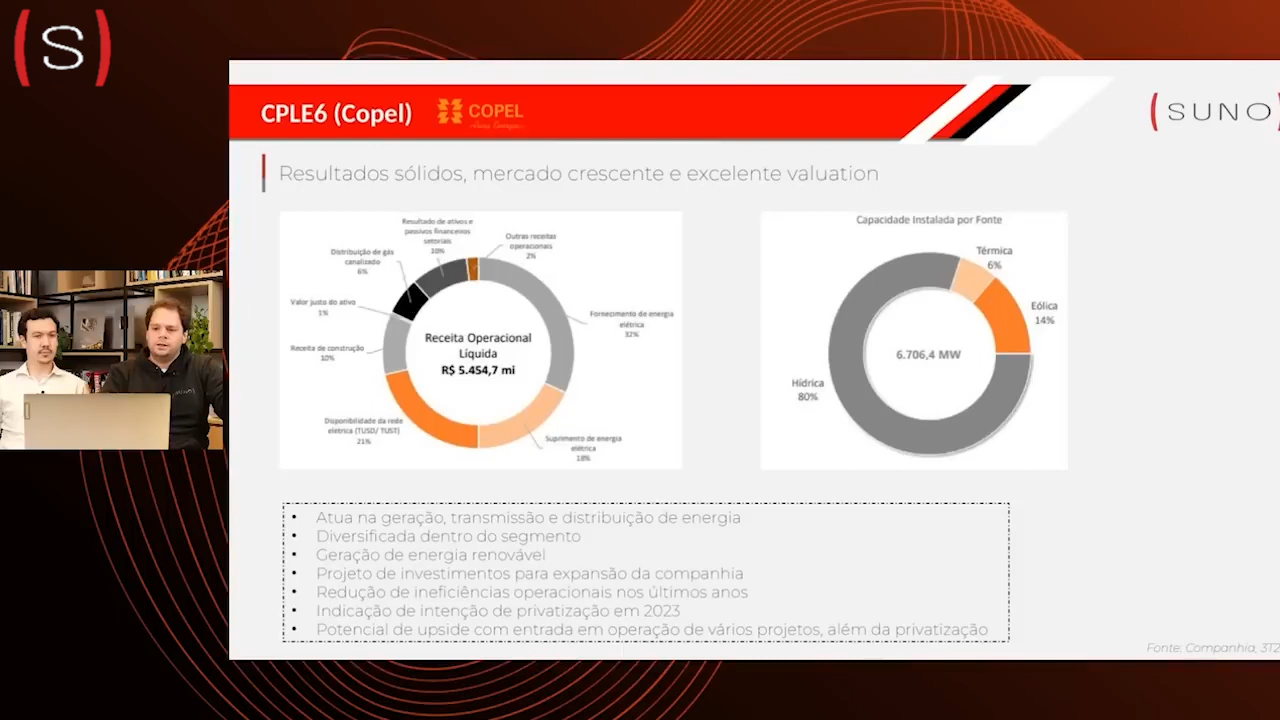 (S)
CPLE6 (Copel)
COPEL
(SUNO)
Resultados sólidos, mercado crescente e excelente valuation
Resultado de ativos e
passivos financeiros
setoriais
10%
Outras receitas
operacionais
2%
Distribuição de gás
canalizado
6%
Valor justo do ativo
1%
Fornecimento de energia
elétrica
32%
Receita de construção
10%
Receita Operacional
Líquida
R$ 5.454,7 mi
Disponibilidade da rede
elétrica (TUSD/ TUST)
21%
Suprimento de energia
elétrica
18%
Capacidade Instalada por Fonte
Térmica
6%
Eólica
14%
6.706,4 MW
Hídrica
80%
• Atua na geração, transmissão e distribuição de energia
• Diversificada dentro do segmento
• Geração de energia renovável
• Projeto de investimentos para expansão da companhia
• Redução de ineficiências operacionais nos últimos anos
• Indicação de intenção de privatização em 2023
• Potencial de upside com entrada em operação de vários projetos, além da privatização
Fonte: Companhia, 3T2